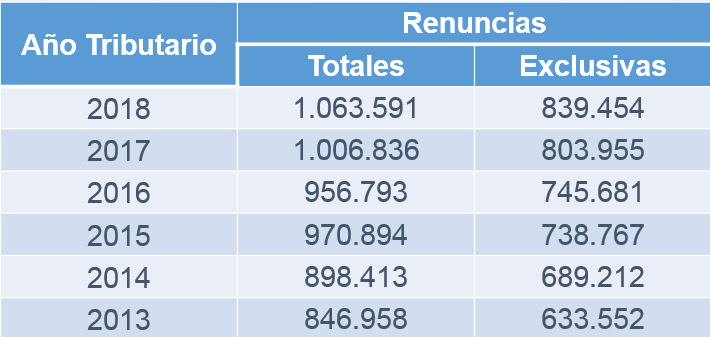 Año Tributario
Renuncias
Totales Exclusivas
2018 1.063.591 839.454
2017 1.006.836 803.955
2016 956.793 745.681
2015 970.894 738.767
2014 898.413 689.212
2013 846.958 633.552